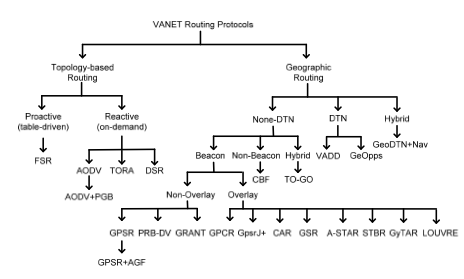 VANET Routing Protocols
Topology-based
Routing
Geographic
Routing
Proactive
(table-driven)
Reactive
(on-demand)
None-DTN
DTN
Hybrid
FSR
GeoDTN+Nav
Beacon
Non-Beacon
Hybrid
VADD
GeOpps
AODV
TORA
DSR
CBF
TO-GO
AODV+PGB
Non-Overlay
Overlay
GPSR
PRB-DV
GRANT
GPCR
GpsrJ+
CAR
GSR
A-STAR
STBR
GyTAR
LOUVRE
GPSR+AGF